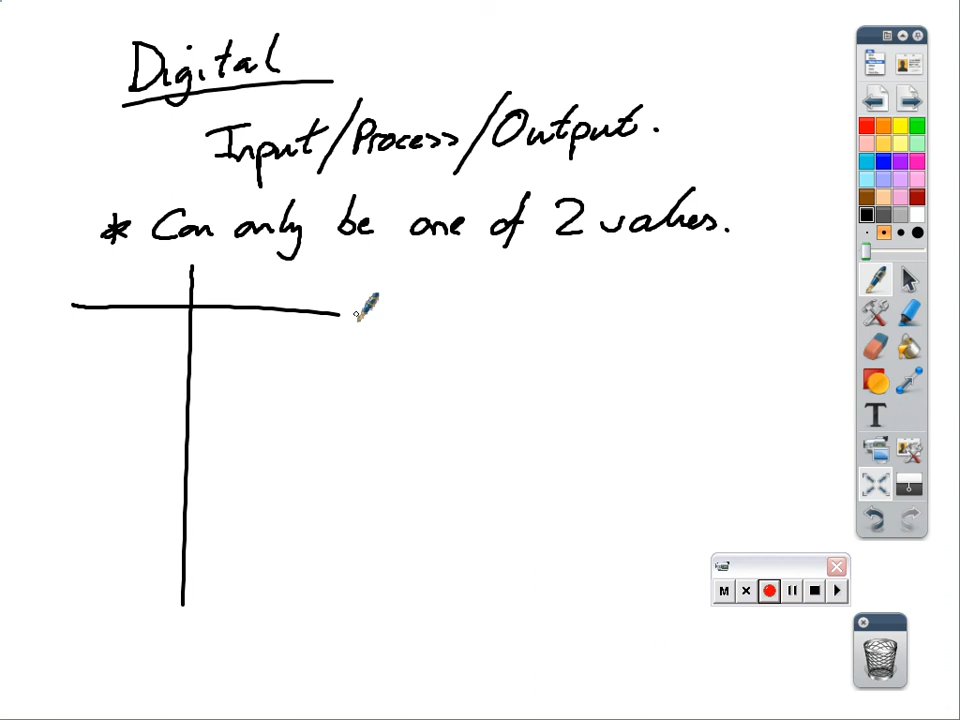 Digital
Input/Process/Output.
* Can only be one of 2 values.
T
M